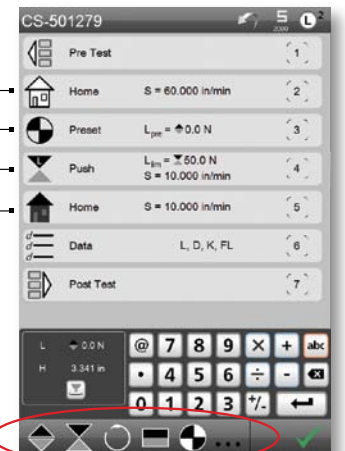 CS-501279 5 2000 L 2
Pre Test 1
Home S = 60.000 in/min 2
Preset Lpre = 0.0 N 3
Push Llim = 50.0 N
S = 10.000 in/min 4
Home S = 10.000 in/min 5
d
d
d Data L, D, K, FL 6
Post Test 7
L 0.0 N @ 7 8 9 × + abc
H 3.341 in • 4 5 6 ÷ -
0 1 2 3 +/-
...